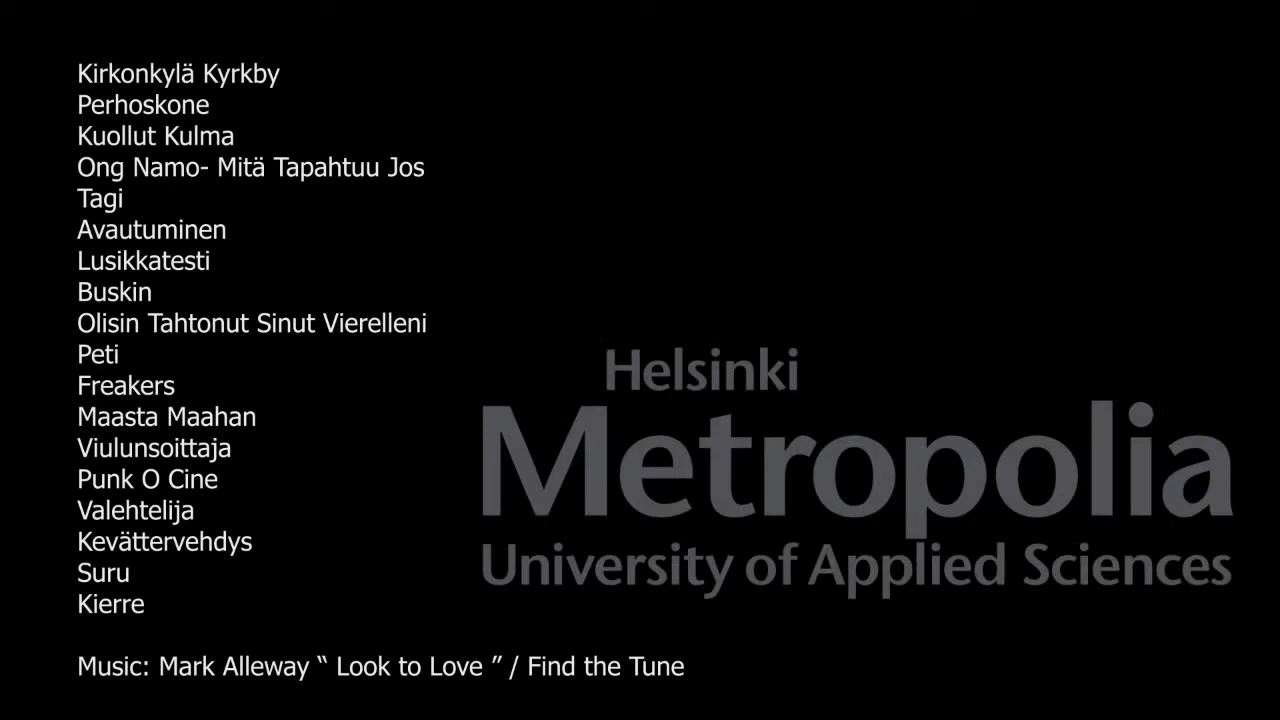 Kirkonkylä Kyrkby
Perhoskone
Kuollut Kulma
Ong Namo- Mitä Tapahtuu Jos
Tagi
Avautuminen
Lusikkatesti
Buskin
Olisin Tahtonut Sinut Vierelleni
Peti
Freakers
Maasta Maahan
Viulunsoittaja
Punk O Cine
Valehtelija
Kevättervehdys
Suru
Kierre
Music: Mark Alleway “ Look to Love ” / Find the Tune
Helsinki
Metropolia
University of Applied Sciences